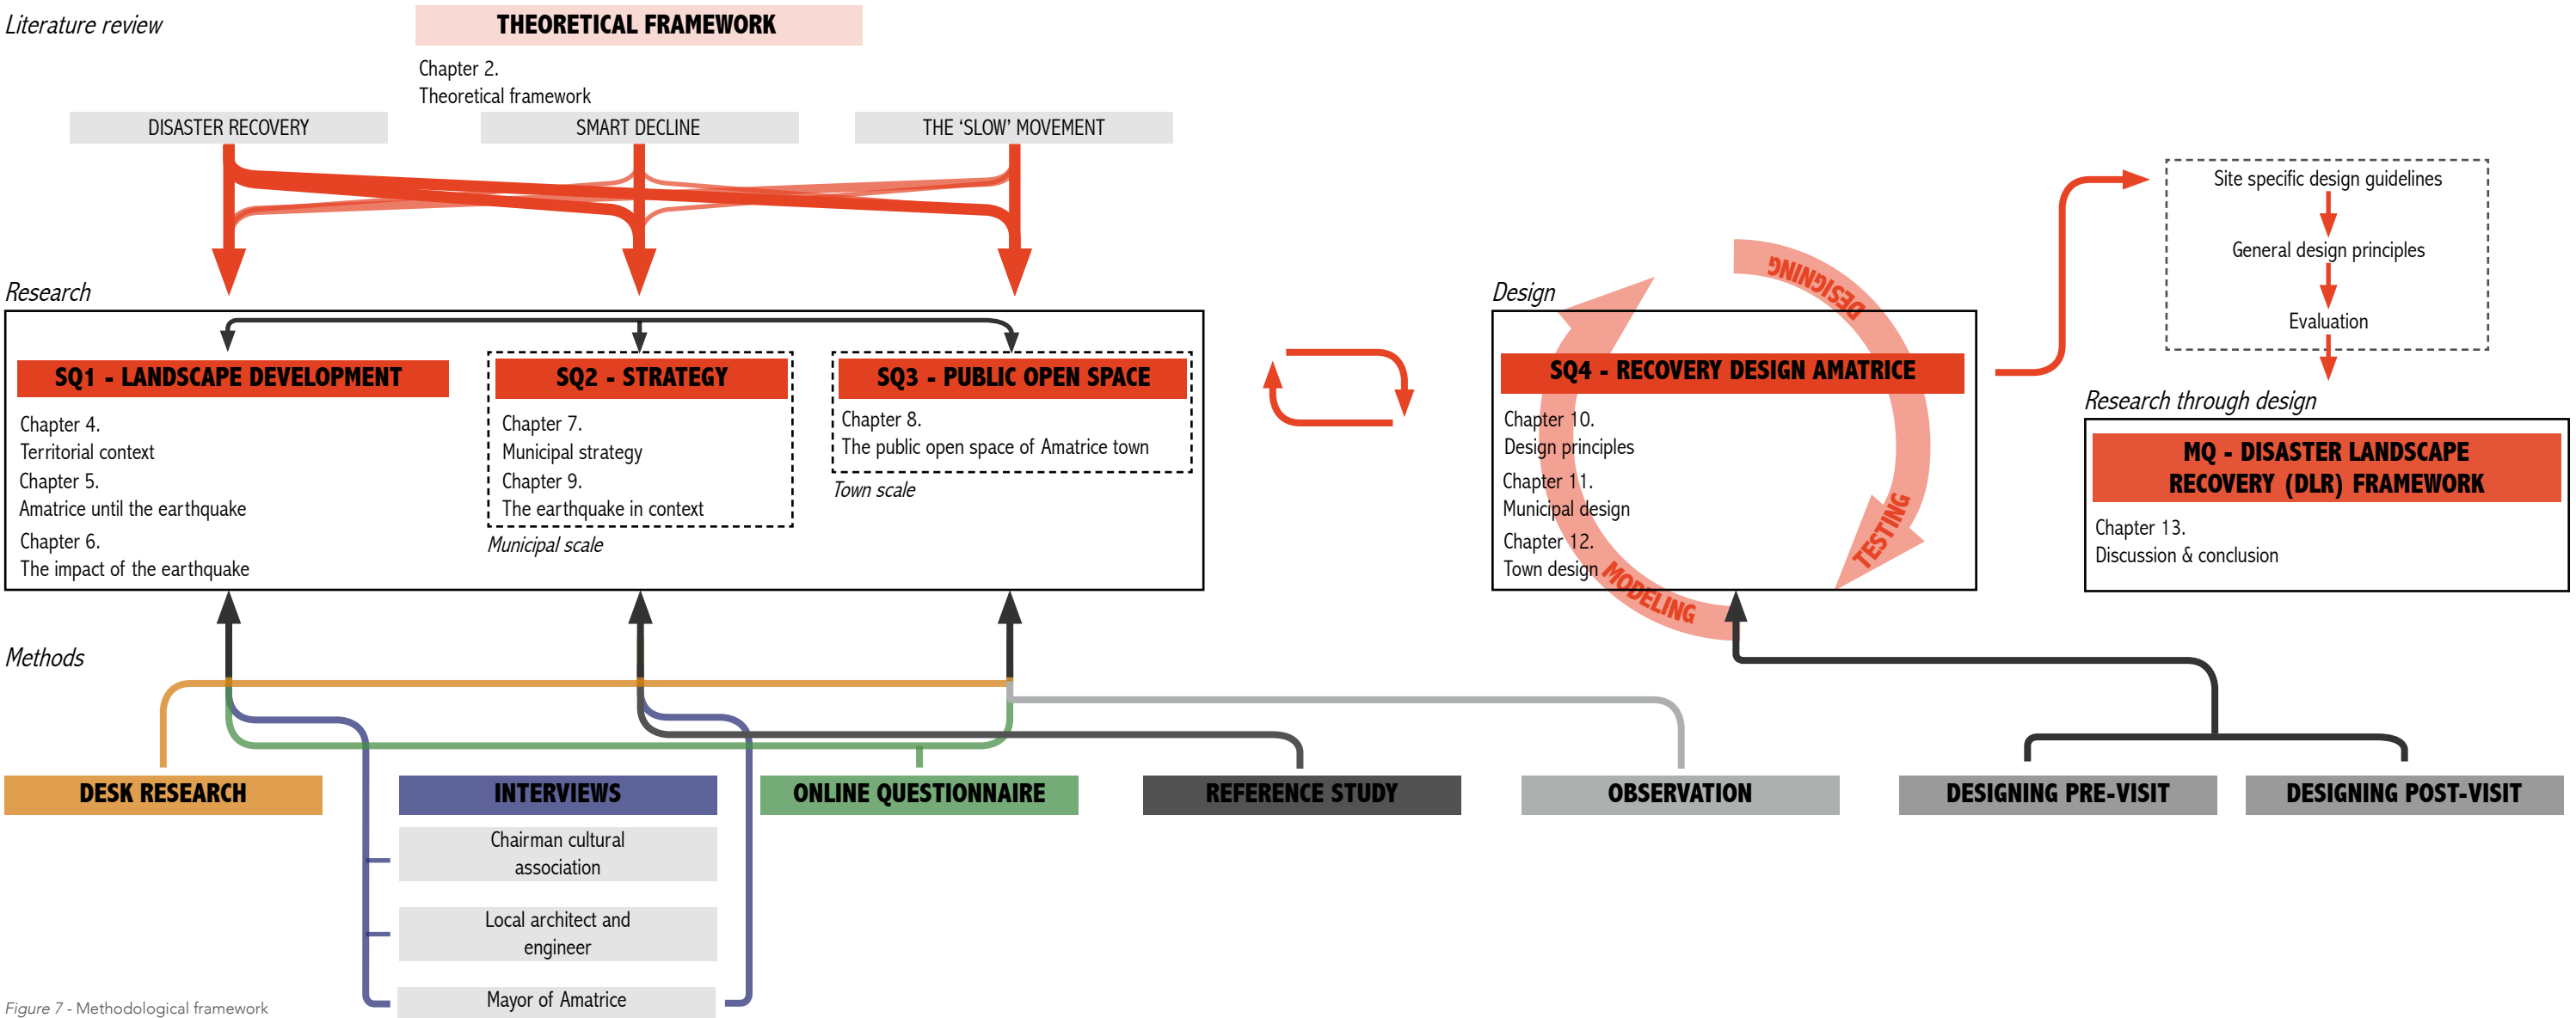 Literature review
THEORETICAL FRAMEWORK
Chapter 2.
Theoretical framework
DISASTER RECOVERY
SMART DECLINE
THE ‘SLOW’ MOVEMENT
Research
SQ1 - LANDSCAPE DEVELOPMENT
Chapter 4.
Territorial context
Chapter 5.
Amatrice until the earthquake
Chapter 6.
The impact of the earthquake
SQ2 - STRATEGY
Chapter 7.
Municipal strategy
Chapter 9.
The earthquake in context
Municipal scale
SQ3 - PUBLIC OPEN SPACE
Chapter 8.
The public open space of Amatrice town
Town scale
Design
DESIGNING
TESTING
MODELING
SQ4 - RECOVERY DESIGN AMATRICE
Chapter 10.
Design principles
Chapter 11.
Municipal design
Chapter 12.
Town design
Site specific design guidelines
General design principles
Evaluation
Research through design
MQ - DISASTER LANDSCAPE
RECOVERY (DLR) FRAMEWORK
Chapter 13.
Discussion & conclusion
Methods
DESK RESEARCH
INTERVIEWS
Chairman cultural
association
Local architect and
engineer
Mayor of Amatrice
ONLINE QUESTIONNAIRE
REFERENCE STUDY
OBSERVATION
DESIGNING PRE-VISIT
DESIGNING POST-VISIT
Figure 7 - Methodological framework